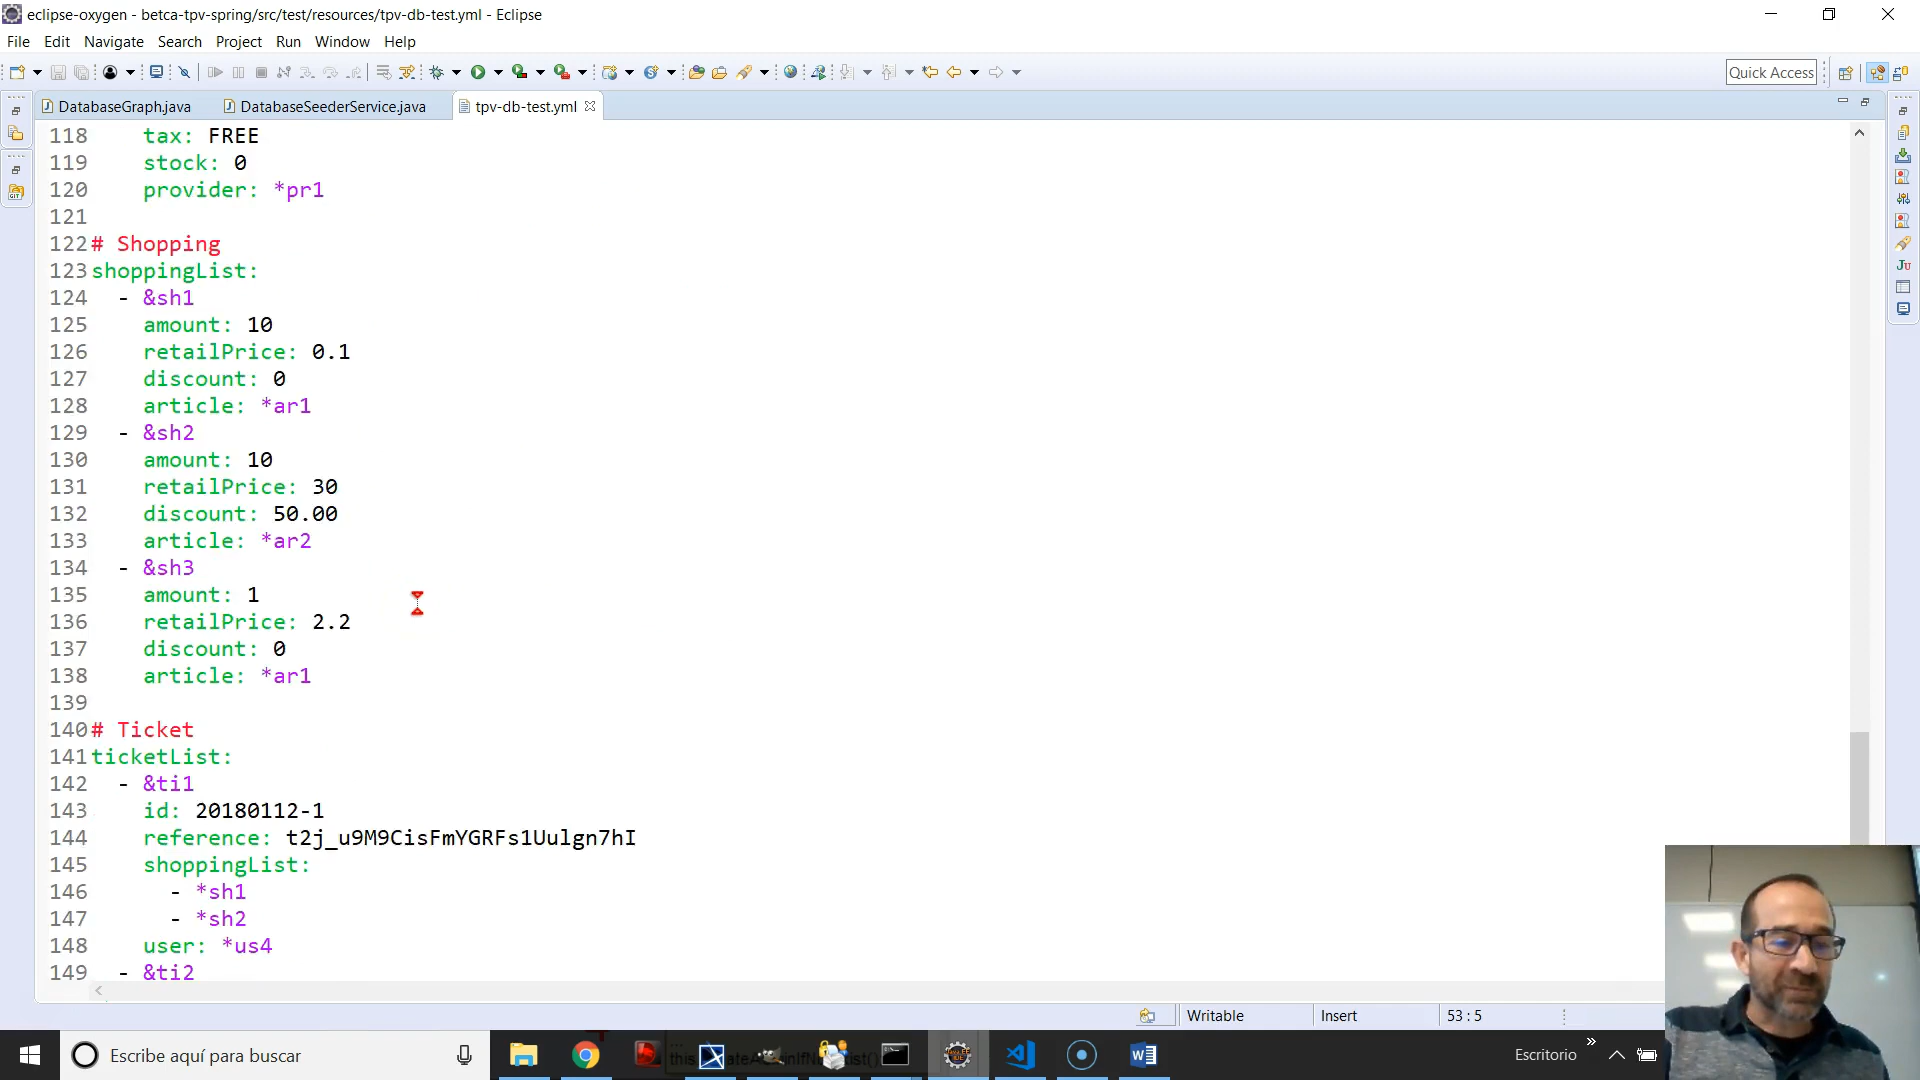 eclipse-oxygen - betca-tpv-spring/src/test/resources/tpv-db-test.yml - Eclipse
File Edit Navigate Search Project Run Window Help
Quick Access
DatabaseGraph.java DatabaseSeederService.java tpv-db-test.yml
118 tax: FREE
119 stock: 0
120 provider: *pr1
121
122 # Shopping
123 shoppingList:
124 - &sh1
125 amount: 10
126 retailPrice: 0.1
127 discount: 0
128 article: *ar1
129 - &sh2
130 amount: 10
131 retailPrice: 30
132 discount: 50.00
133 article: *ar2
134 - &sh3
135 amount: 1
136 retailPrice: 2.2
137 discount: 0
138 article: *ar1
139
140 # Ticket
141 ticketList:
142 - &ti1
143 id: 20180112-1
144 reference: t2j_u9M9CisFmYGRFs1Uulgn7hI
145 shoppingList:
146 - *sh1
147 - *sh2
148 user: *us4
149 - &ti2
Writable Insert 53 : 5
Escribe aquí para buscar
Escritorio